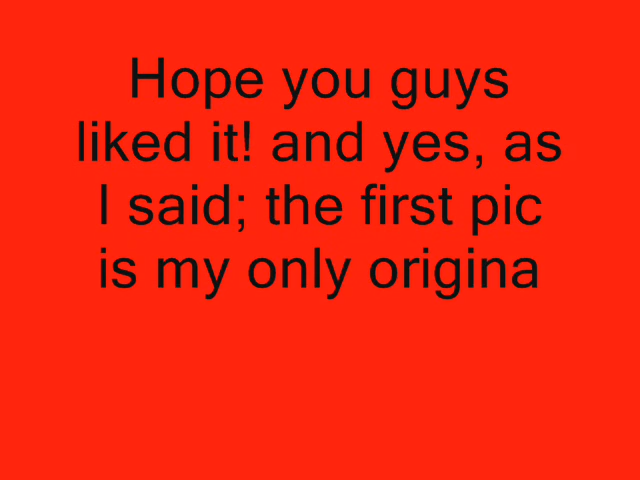 Hope you guys
liked it! and yes, as
I said; the first pic
is my only origina